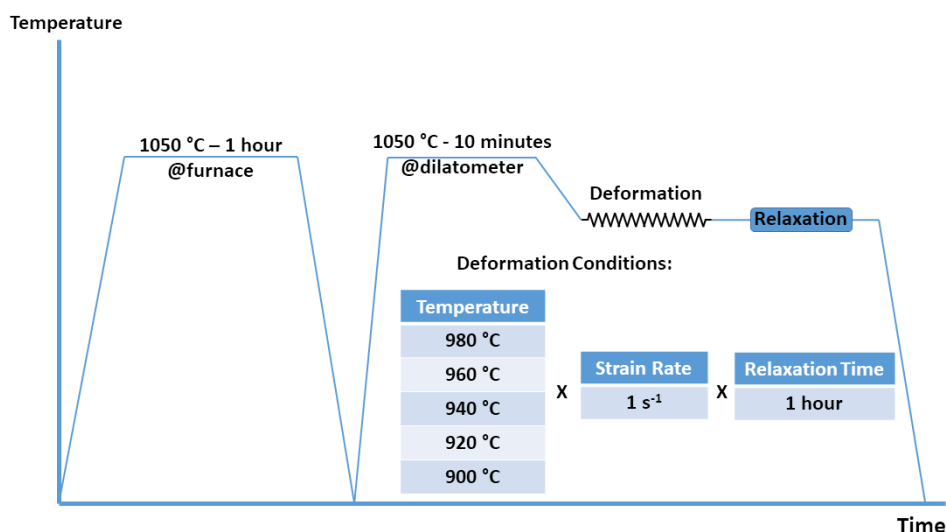 Temperature
1050 °C – 1 hour
@furnace
1050 °C - 10 minutes
@dilatometer
Deformation
Relaxation
Deformation Conditions:
Temperature
980 °C
960 °C
940 °C
920 °C
900 °C
X
Strain Rate
1 s⁻¹
X
Relaxation Time
1 hour
Time